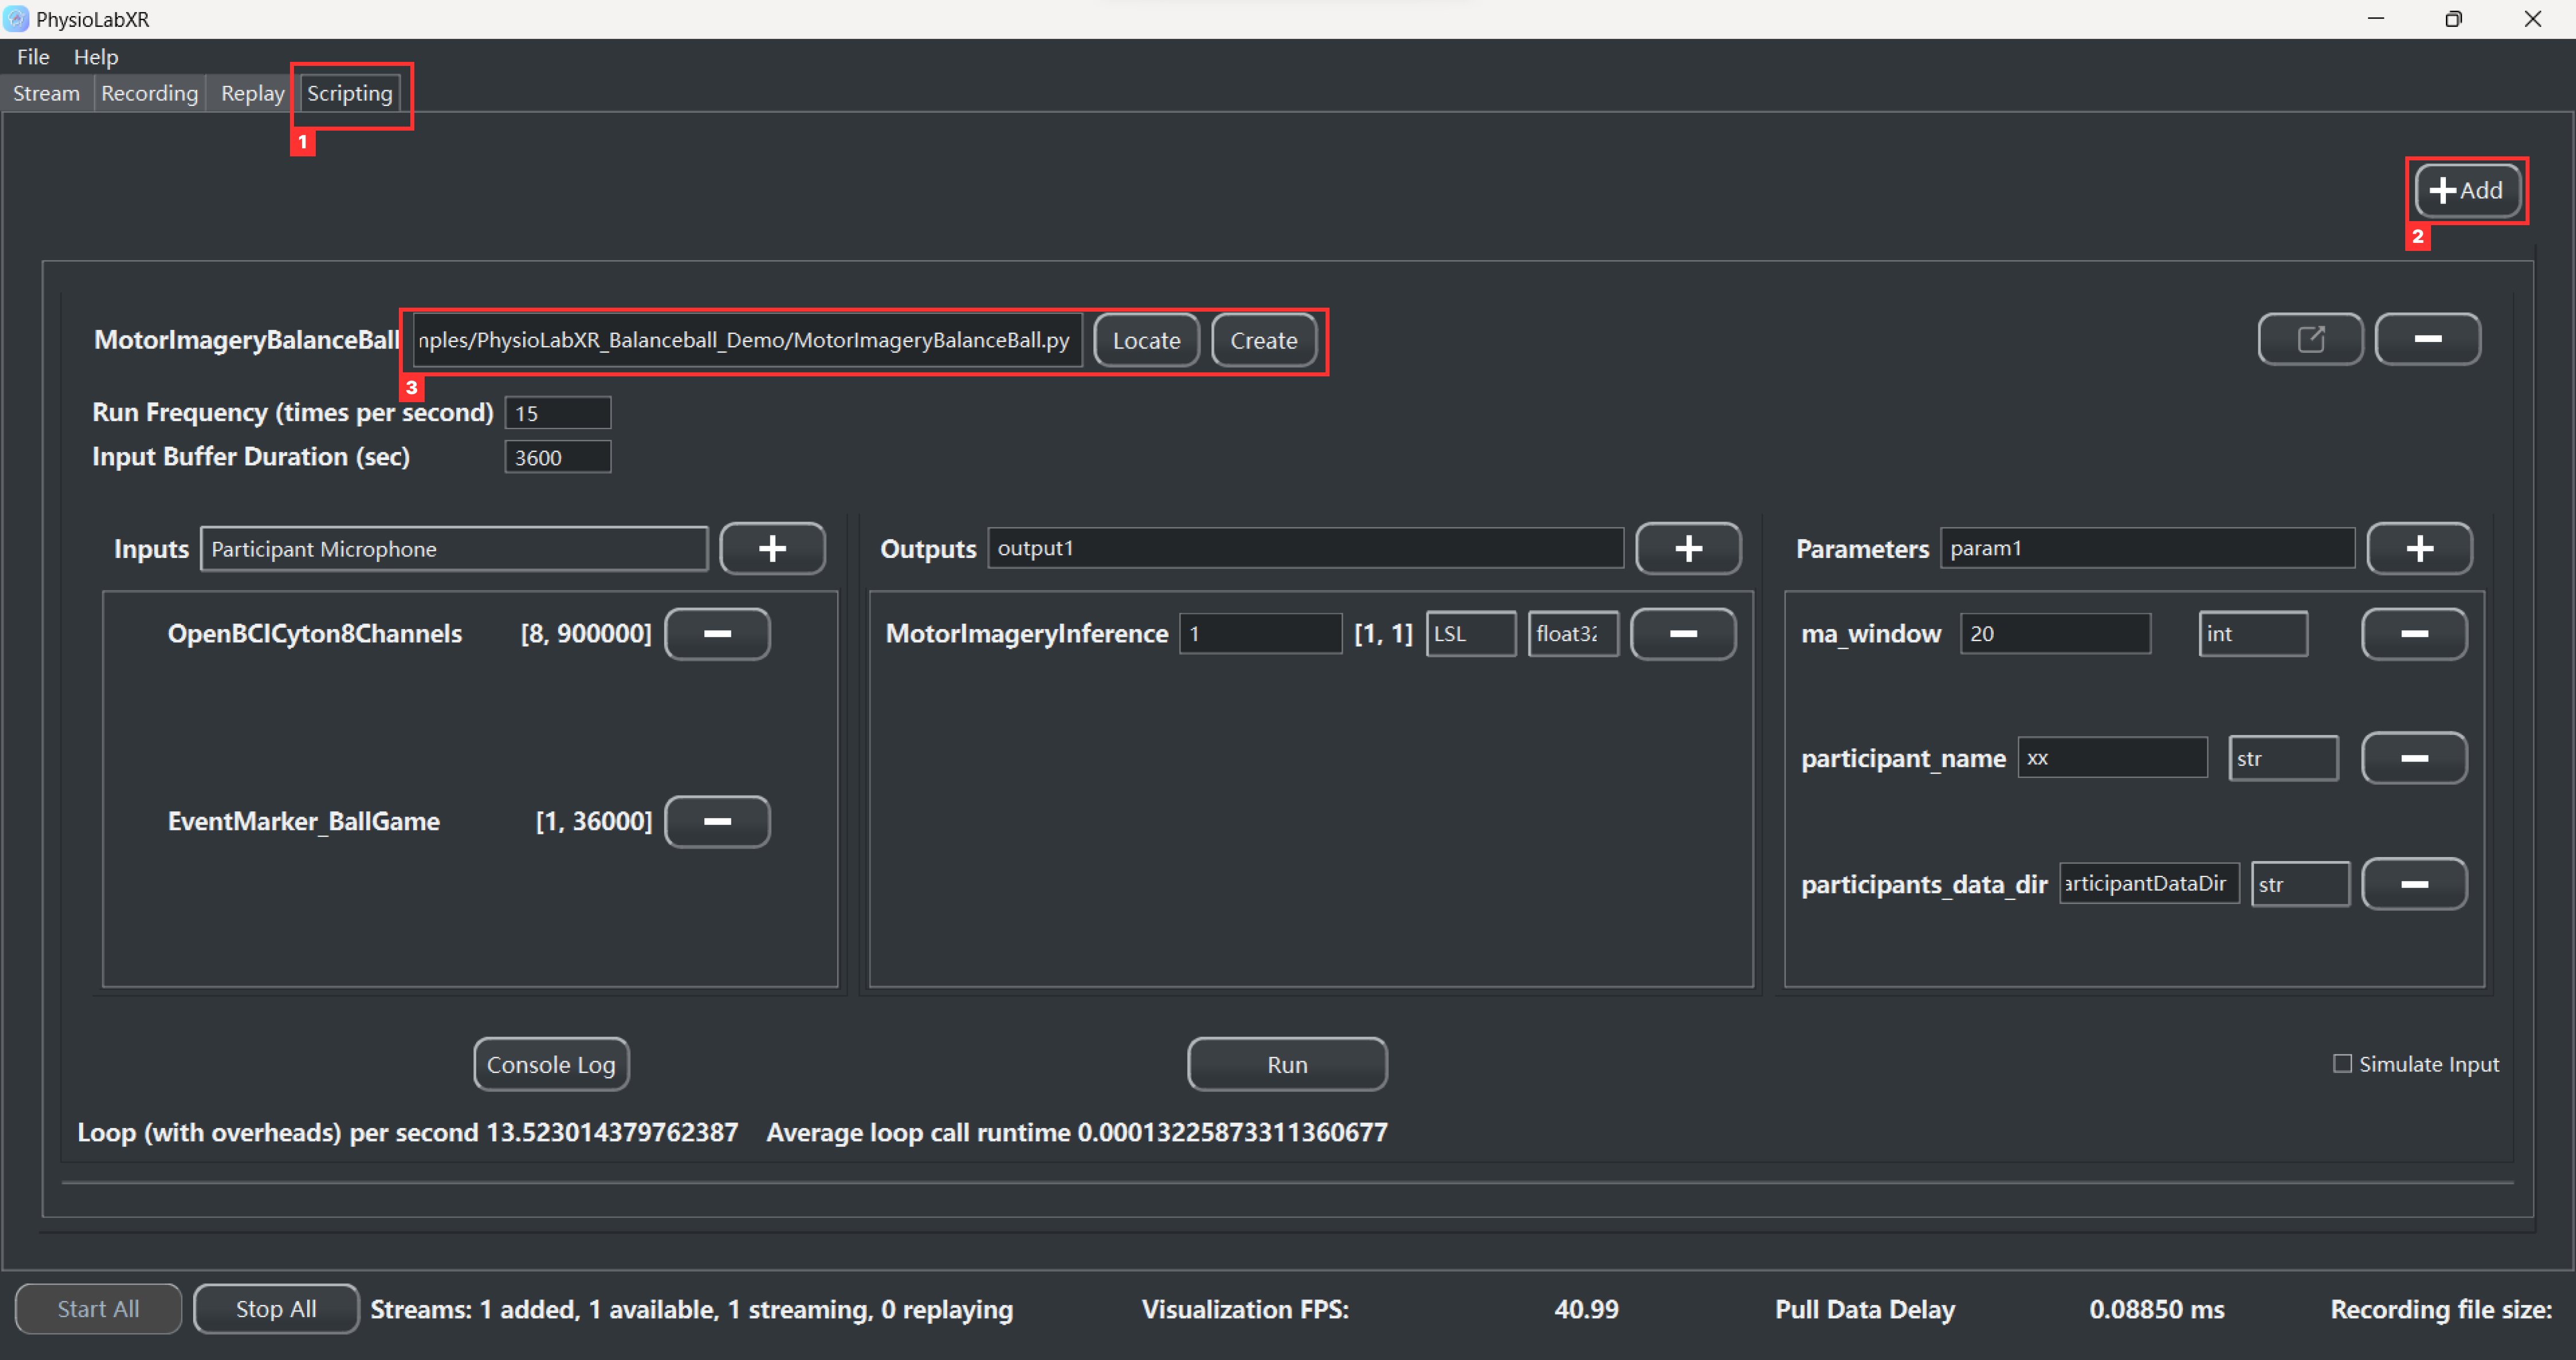 PhysioLabXR
File Help
Stream Recording Replay Scripting
1
Add
2
MotorImageryBalanceBall nples/PhysioLabXR_Balanceball_Demo/MotorImageryBalanceBall.py Locate Create
3
Run Frequency (times per second) 15
Input Buffer Duration (sec) 3600
Inputs Participant Microphone
OpenBCICyton8Channels [8, 900000]
EventMarker_BallGame [1, 36000]
Outputs output1
MotorImageryInference 1 [1, 1] LSL float32
Parameters param1
ma_window 20 int
participant_name xx str
participants_data_dir articipantDataDir str
Console Log Run Simulate Input
Loop (with overheads) per second 13.523014379762387 Average loop call runtime 0.00013225873311360677
Start All Stop All Streams: 1 added, 1 available, 1 streaming, 0 replaying Visualization FPS: 40.99 Pull Data Delay 0.08850 ms Recording file size: